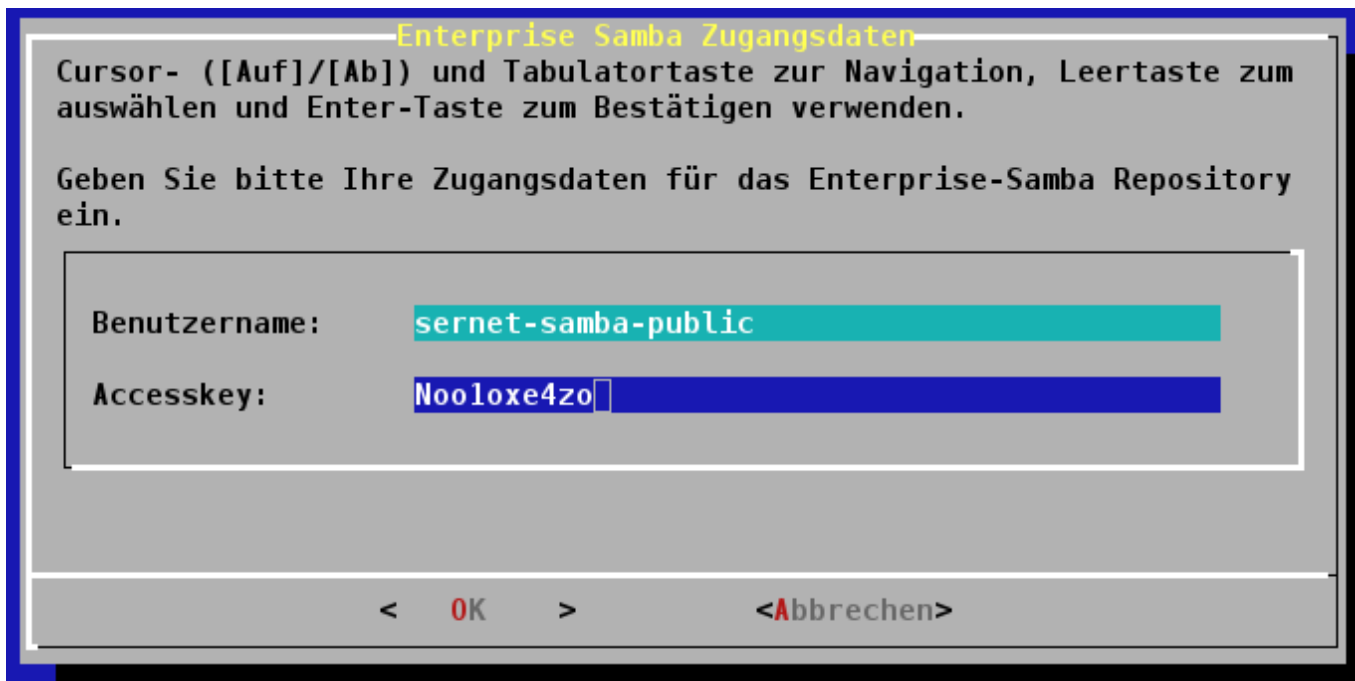 Enterprise Samba Zugangsdaten
Cursor- ([Auf]/[Ab]) und Tabulatortaste zur Navigation, Leertaste zum
auswählen und Enter-Taste zum Bestätigen verwenden.
Geben Sie bitte Ihre Zugangsdaten für das Enterprise-Samba Repository
ein.
Benutzername: sernet-samba-public
Accesskey: Nooloxe4zo
< OK > <Abbrechen>